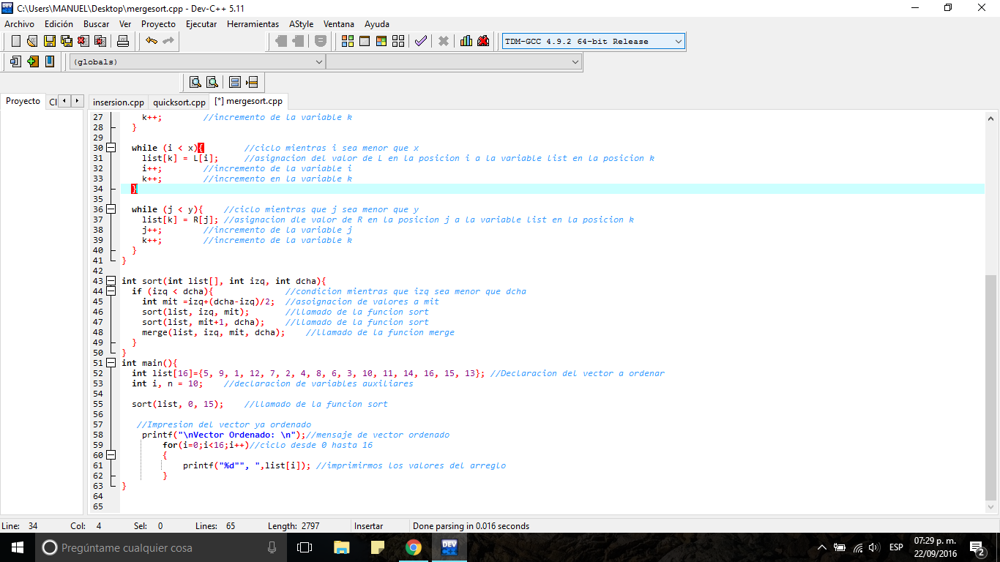 C:\Users\MANUEL\Desktop\mergesort.cpp - Dev-C++ 5.11
Archivo Edición Buscar Ver Proyecto Ejecutar Herramientas AStyle Ventana Ayuda
TDM-GCC 4.9.2 64-bit Release
(globals)
Proyecto Cl insersion.cpp quicksort.cpp [*] mergesort.cpp
27 k++; //incremento de la variable k
28 }
29
30 while (i < x){ //ciclo mientras i sea menor que x
31 list[k] = L[i]; //asignacion del valor de L en la posicion i a la variable list en la posicion k
32 i++; //incremento de la variable i
33 k++; //incremento en la variable k
34 }
35
36 while (j < y){ //ciclo mientras que j sea menor que y
37 list[k] = R[j]; //asignacion dle valor de R en la posicion j a la variable list en la posicion k
38 j++; //incremento de la variable j
39 k++; //incremento de la variable k
40 }
41 }
42
43 int sort(int list[], int izq, int dcha){
44 if (izq < dcha){ //condicion mientras que izq sea menor que dcha
45 int mit =izq+(dcha-izq)/2; //asoignacion de valores a mit
46 sort(list, izq, mit); //llamado de la funcion sort
47 sort(list, mit+1, dcha); //llamado de la funcion sort
48 merge(list, izq, mit, dcha); //llamado de la funcion merge
49 }
50 }
51 int main(){
52 int list[16]={5, 9, 1, 12, 7, 2, 4, 8, 6, 3, 10, 11, 14, 16, 15, 13}; //Declaracion del vector a ordenar
53 int i, n = 10; //declaracion de variables auxiliares
54
55 sort(list, 0, 15); //llamado de la funcion sort
56
57 //Impresion del vector ya ordenado
58 printf("\nVector Ordenado: \n");//mensaje de vector ordenado
59 for(i=0;i<16;i++)//ciclo desde 0 hasta 16
60 {
61 printf("%d"", ",list[i]); //imprimirmos los valores del arreglo
62 }
63 }
64
65
Line: 34 Col: 4 Sel: 0 Lines: 65 Length: 2797 Insertar Done parsing in 0.016 seconds
Pregúntame cualquier cosa
DEV
ESP
07:29 p. m.
22/09/2016
2